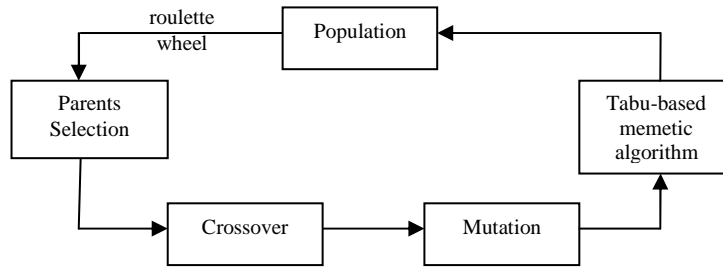 roulette
wheel
Population
Parents
Selection
Tabu-based
memetic
algorithm
Crossover
Mutation